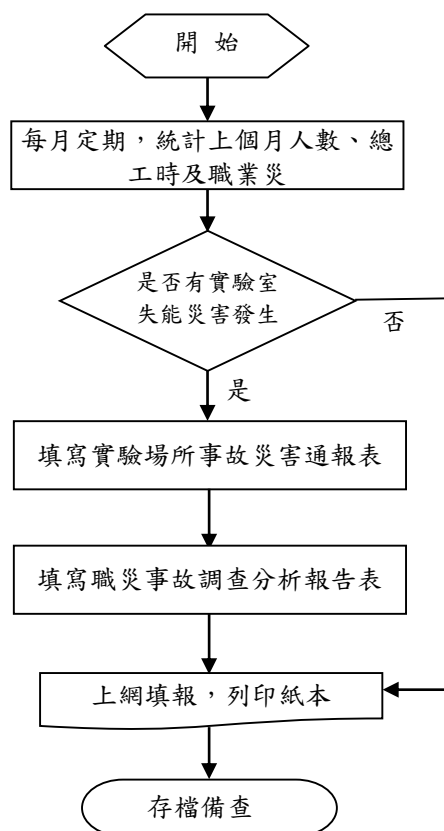 開 始
每月定期，統計上個月人數、總
工時及職業災
是否有實驗室
失能災害發生
否
是
填寫實驗場所事故災害通報表
填寫職災事故調查分析報告表
上網填報，列印紙本
存檔備查